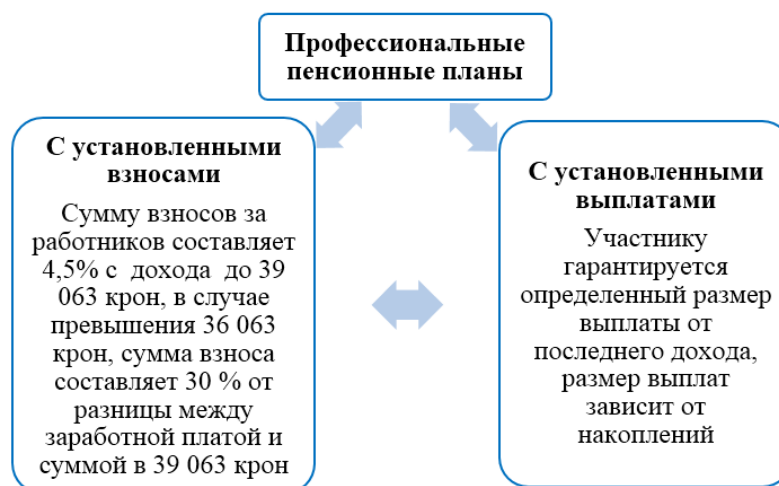 Профессиональные
пенсионные планы
С установленными
взносами
Сумму взносов за
работников составляет
4,5% с дохода до 39
063 крон, в случае
превышения 36 063
крон, сумма взноса
составляет 30 % от
разницы между
заработной платой и
суммой в 39 063 крон
С установленными
выплатами
Участнику
гарантируется
определенный размер
выплаты от
последнего дохода,
размер выплат
зависит от
накоплений